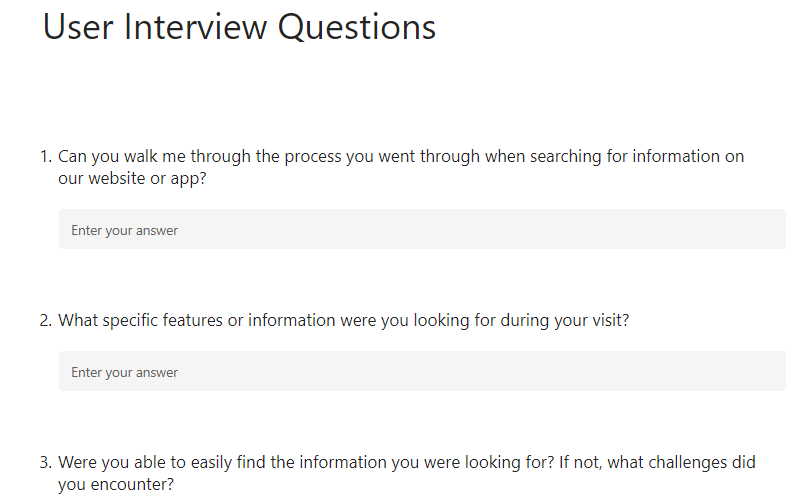 User Interview Questions
1. Can you walk me through the process you went through when searching for information on
our website or app?
Enter your answer
2. What specific features or information were you looking for during your visit?
Enter your answer
3. Were you able to easily find the information you were looking for? If not, what challenges did
you encounter?